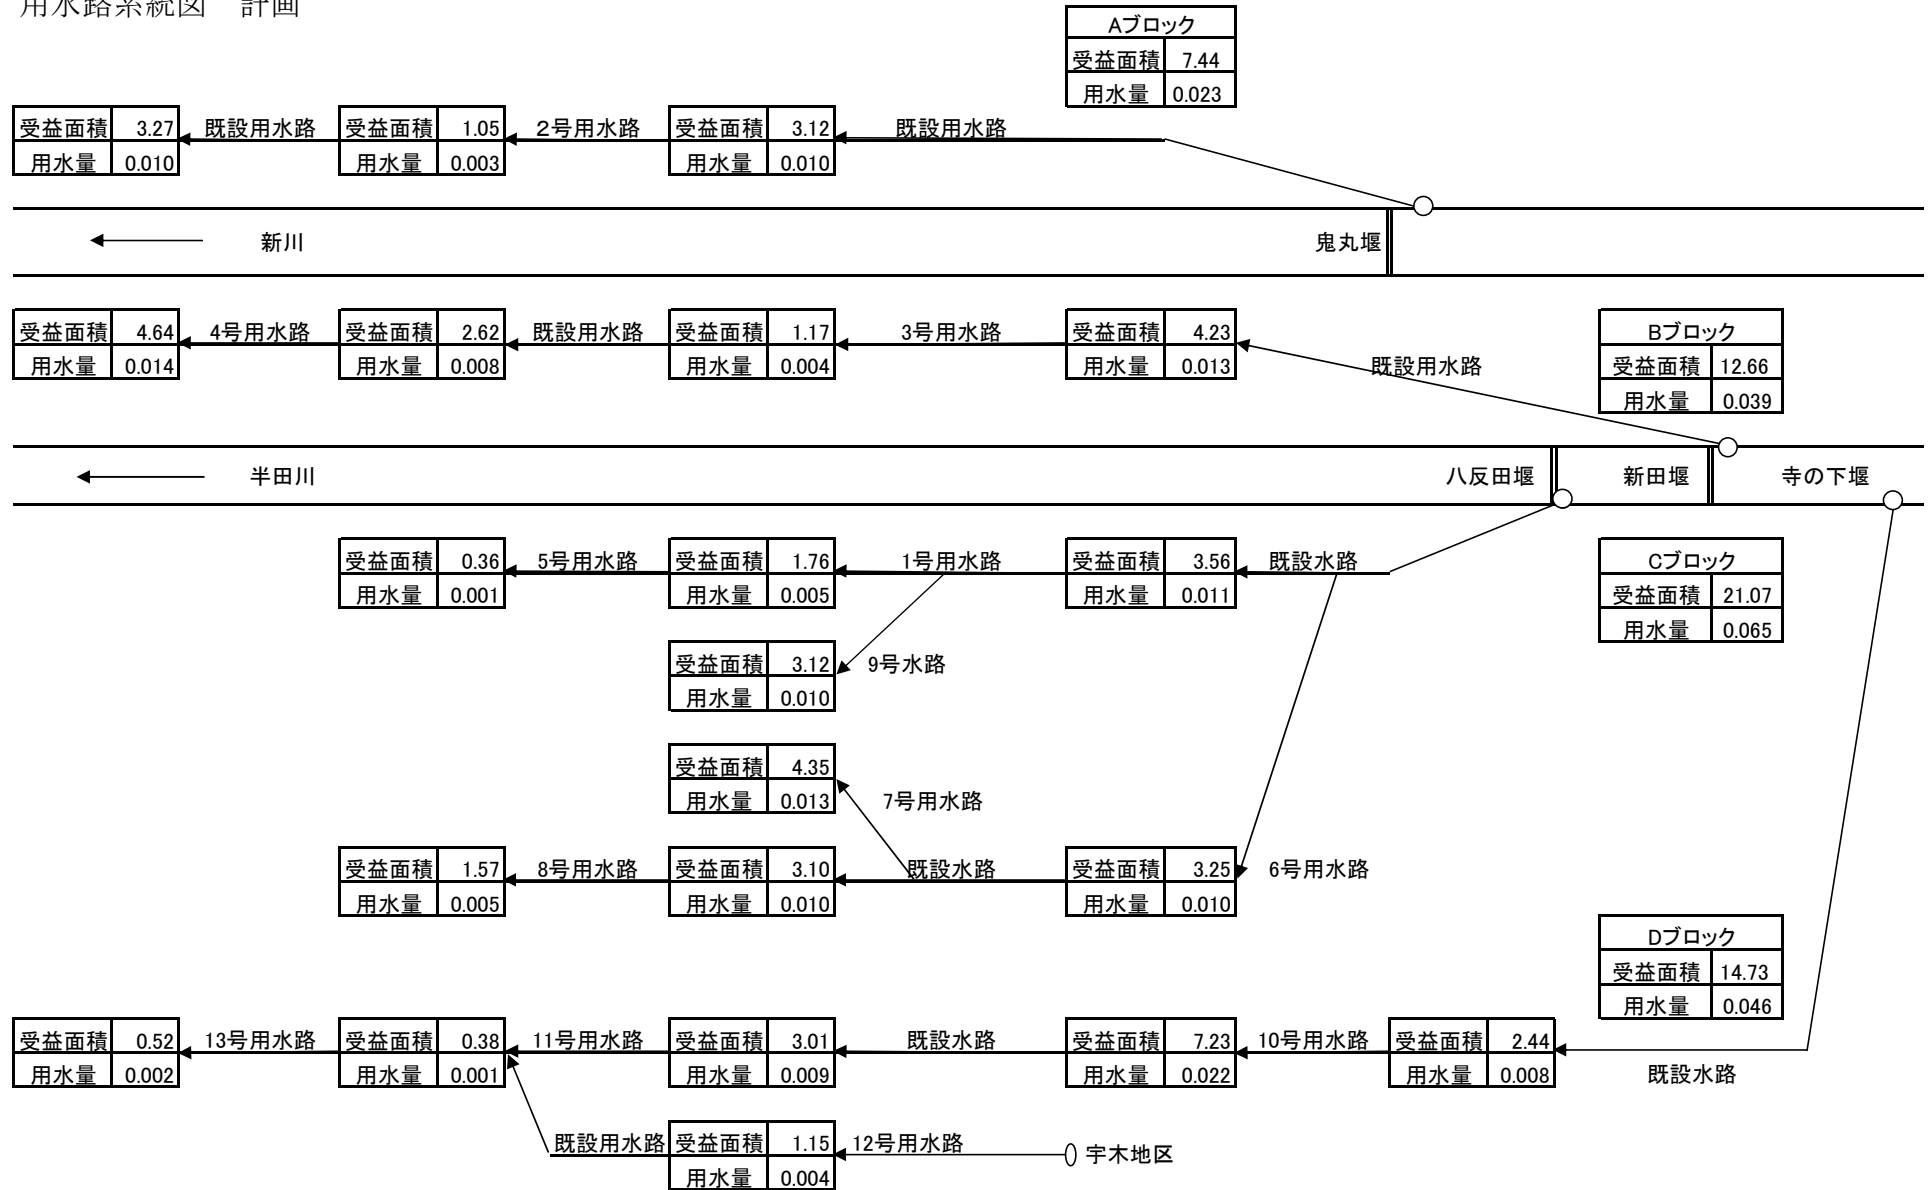 用水路系統図　計画
Aブロック
受益面積 7.44
用水量 0.023
受益面積 3.27 既設用水路 受益面積 1.05 2号用水路 受益面積 3.12 既設用水路
用水量 0.010 用水量 0.003 用水量 0.010
新川 鬼丸堰
受益面積 4.64 4号用水路 受益面積 2.62 既設用水路 受益面積 1.17 3号用水路 受益面積 4.23 Bブロック
用水量 0.014 用水量 0.008 用水量 0.004 用水量 0.013 既設用水路 受益面積 12.66
用水量 0.039
半田川 八反田堰 新田堰 寺の下堰
受益面積 0.36 5号用水路 受益面積 1.76 1号用水路 受益面積 3.56 既設水路 Cブロック
用水量 0.001 用水量 0.005 用水量 0.011 受益面積 21.07
用水量 0.065
受益面積 3.12 9号水路
用水量 0.010
受益面積 4.35
用水量 0.013 7号用水路
受益面積 1.57 8号用水路 受益面積 3.10 既設水路 受益面積 3.25 6号用水路
用水量 0.005 用水量 0.010 用水量 0.010
Dブロック
受益面積 14.73
用水量 0.046
受益面積 0.52 13号用水路 受益面積 0.38 11号用水路 受益面積 3.01 既設水路 受益面積 7.23 10号用水路 受益面積 2.44
用水量 0.002 用水量 0.001 用水量 0.009 用水量 0.022 用水量 0.008 既設水路
既設用水路 受益面積 1.15 12号用水路 宇木地区
用水量 0.004